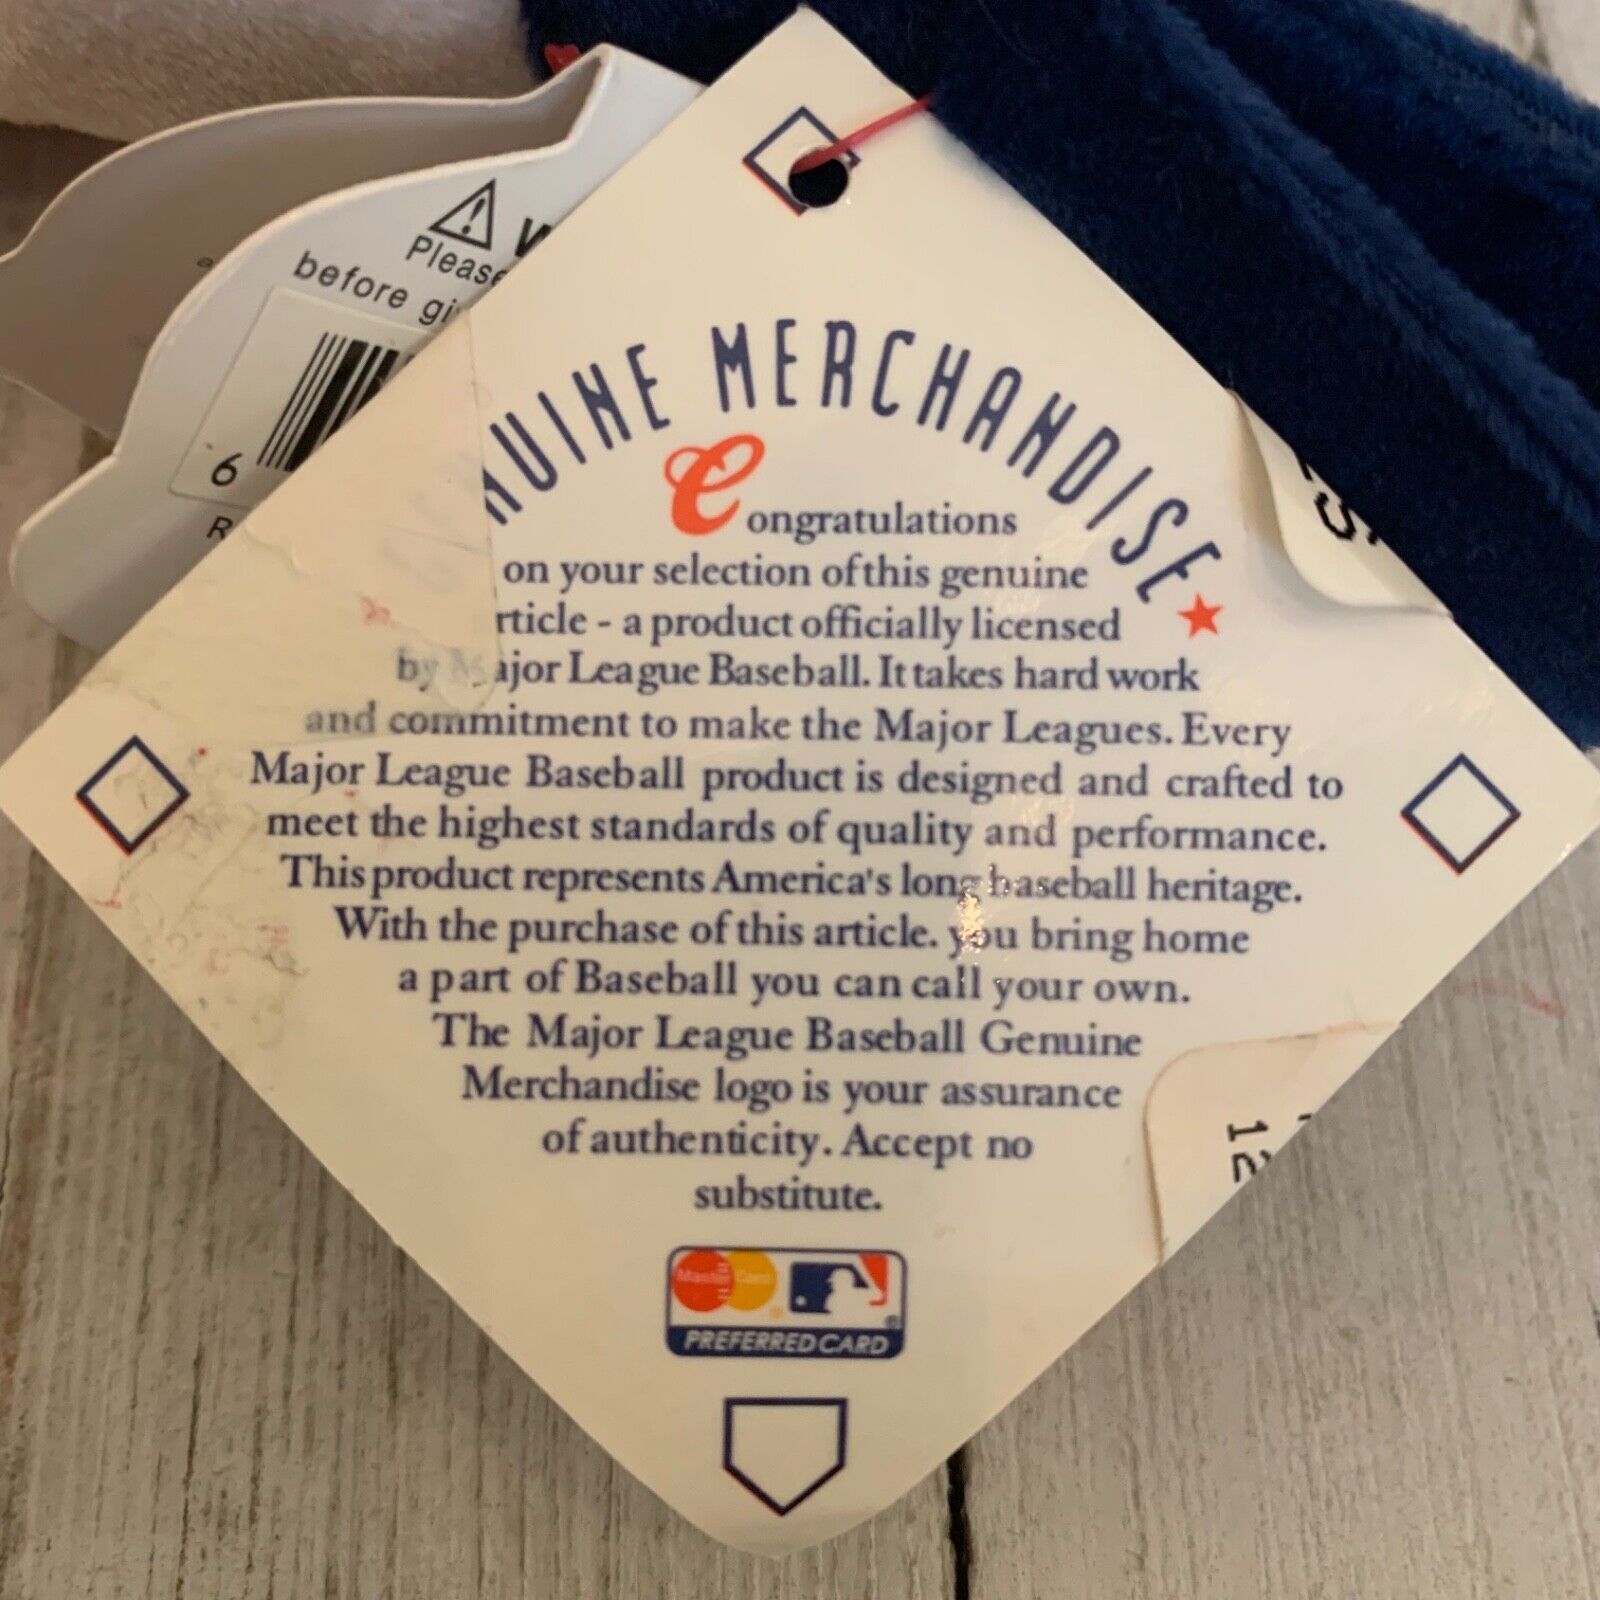 Please
before
6
R
MERCHANDISE
Congratulations
on your selection of this genuine
rticle - a product officially licensed
by Major League Baseball. It takes hard work
and commitment to make the Major Leagues. Every
Major League Baseball product is designed and crafted to
meet the highest standards of quality and performance.
This product represents America's long baseball heritage.
With the purchase of this article. you bring home
a part of Baseball you can call your own.
The Major League Baseball Genuine
Merchandise logo is your assurance
of authenticity. Accept no
substitute.
MasterCard
PREFERRED CARD
12